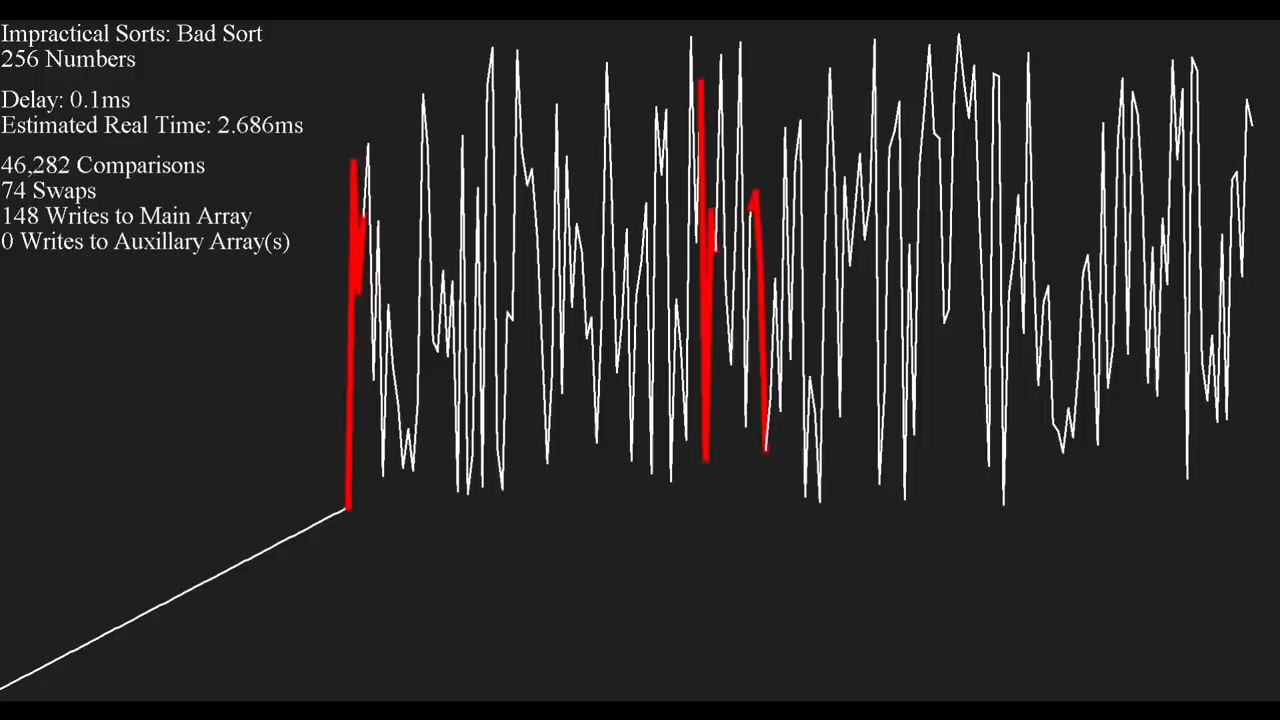 Impractical Sorts: Bad Sort
256 Numbers
Delay: 0.1ms
Estimated Real Time: 2.686ms
46,282 Comparisons
74 Swaps
148 Writes to Main Array
0 Writes to Auxillary Array(s)